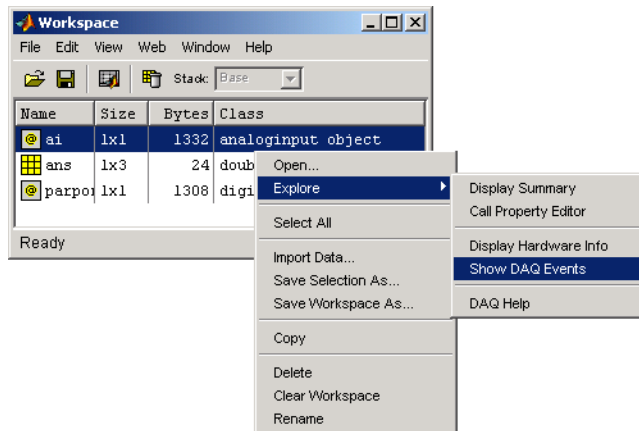 Workspace
File Edit View Web Window Help
Stack: Base
Name Size Bytes Class
ai 1x1 1332 analoginput object
ans 1x3 24 doub
parpor 1x1 1308 digi
Ready
Open...
Explore
Select All
Import Data...
Save Selection As...
Save Workspace As...
Copy
Delete
Clear Workspace
Rename
Display Summary
Call Property Editor
Display Hardware Info
Show DAQ Events
DAQ Help